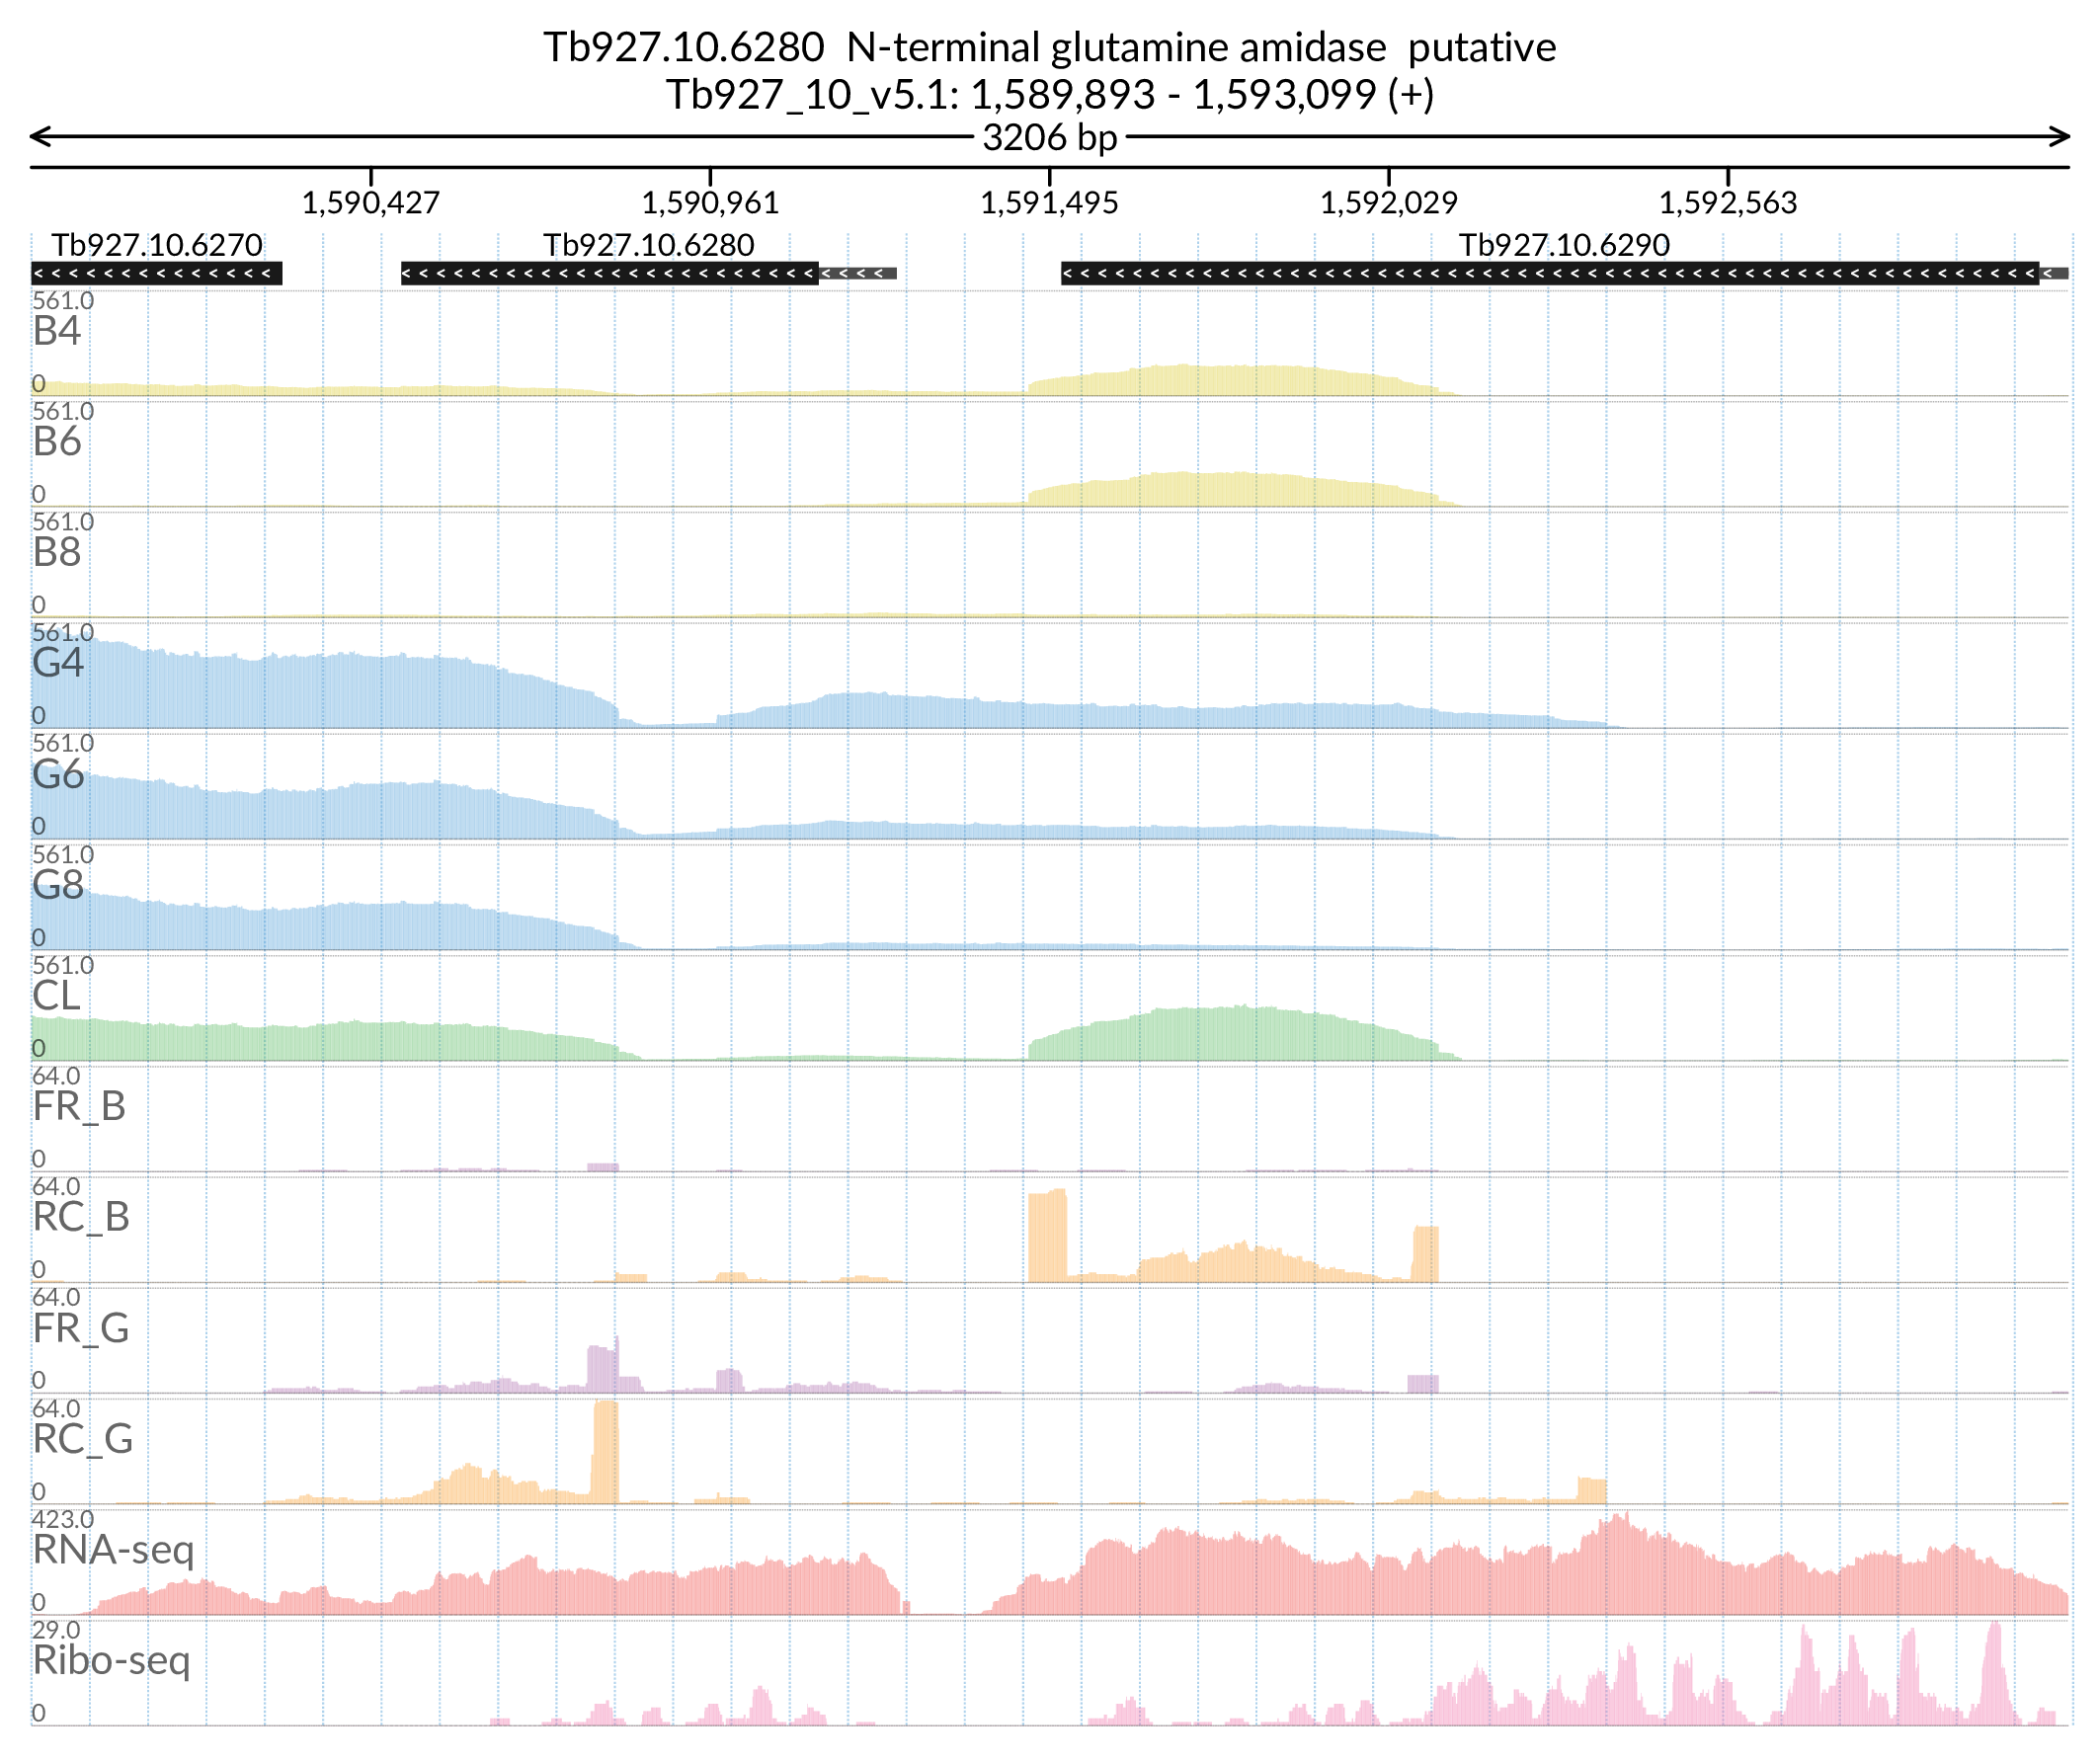 Tb927.10.6280  N-terminal glutamine amidase  putative
Tb927_10_v5.1: 1,589,893 - 1,593,099 (+)
3206 bp
1,590,427 1,590,961 1,591,495 1,592,029 1,592,563
Tb927.10.6270 Tb927.10.6280 Tb927.10.6290
561.0
B4
0
561.0
B6
0
561.0
B8
0
561.0
G4
0
561.0
G6
0
561.0
G8
0
561.0
CL
0
64.0
FR_B
0
64.0
RC_B
0
64.0
FR_G
0
64.0
RC_G
0
423.0
RNA-seq
0
29.0
Ribo-seq
0